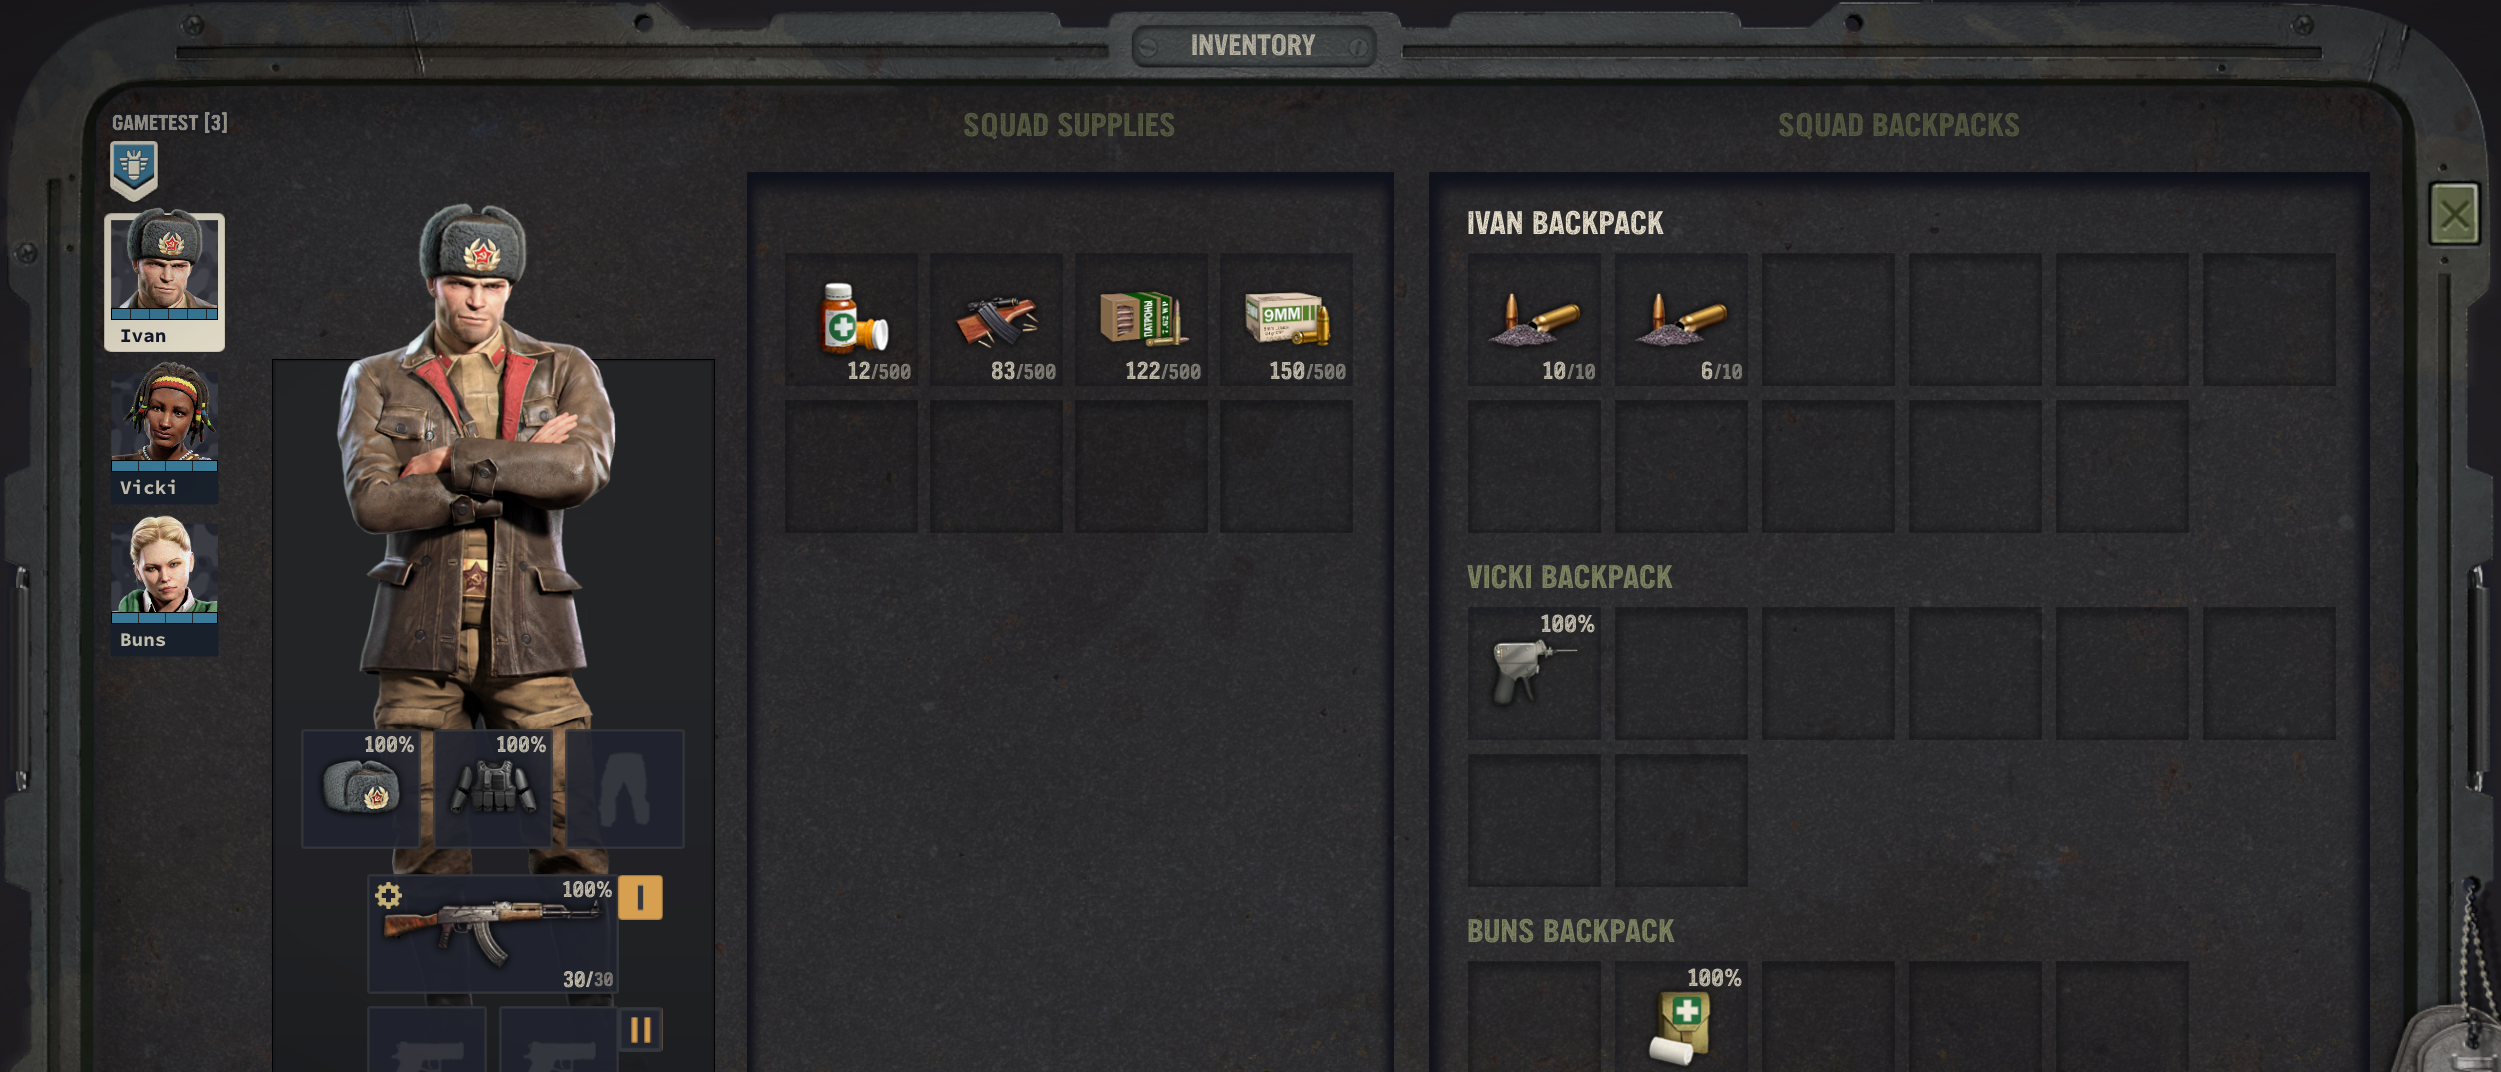 INVENTORY
GAMETEST [3]
SQUAD SUPPLIES
SQUAD BACKPACKS
Ivan
Vicki
Buns
100%
100%
100%
30/30
ПАТРОНЫ
9MM
12/500
83/500
122/500
150/500
IVAN BACKPACK
10/10
6/10
VICKI BACKPACK
100%
BUNS BACKPACK
100%